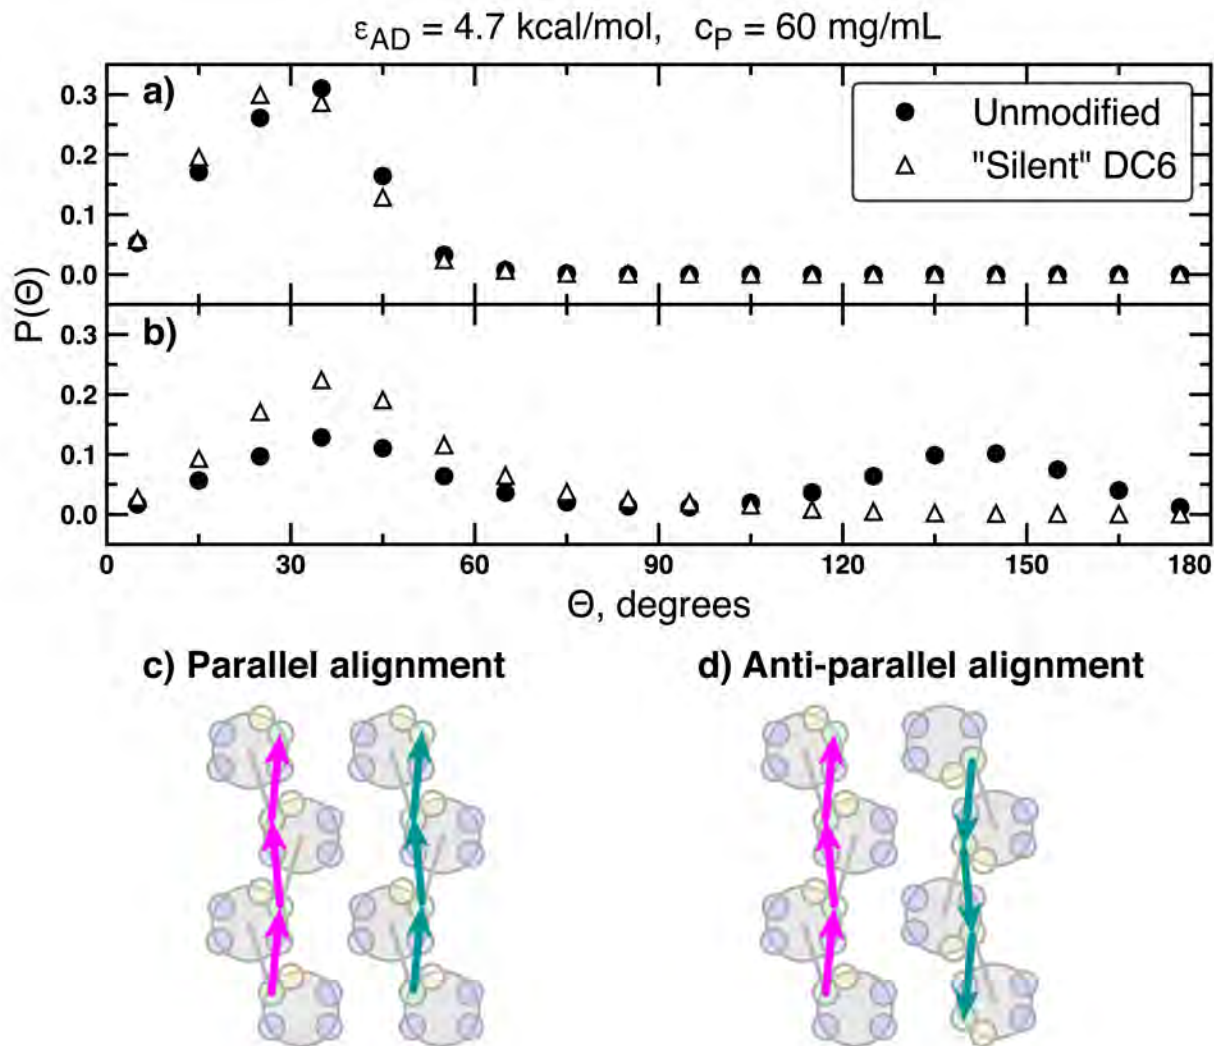 ε_AD = 4.7 kcal/mol, c_P = 60 mg/mL
a)
Unmodified
"Silent" DC6
0.3
0.2
0.1
0.0
P(Θ)
b)
0.3
0.2
0.1
0.0
0 30 60 90 120 150 180
Θ, degrees
c) Parallel alignment d) Anti-parallel alignment